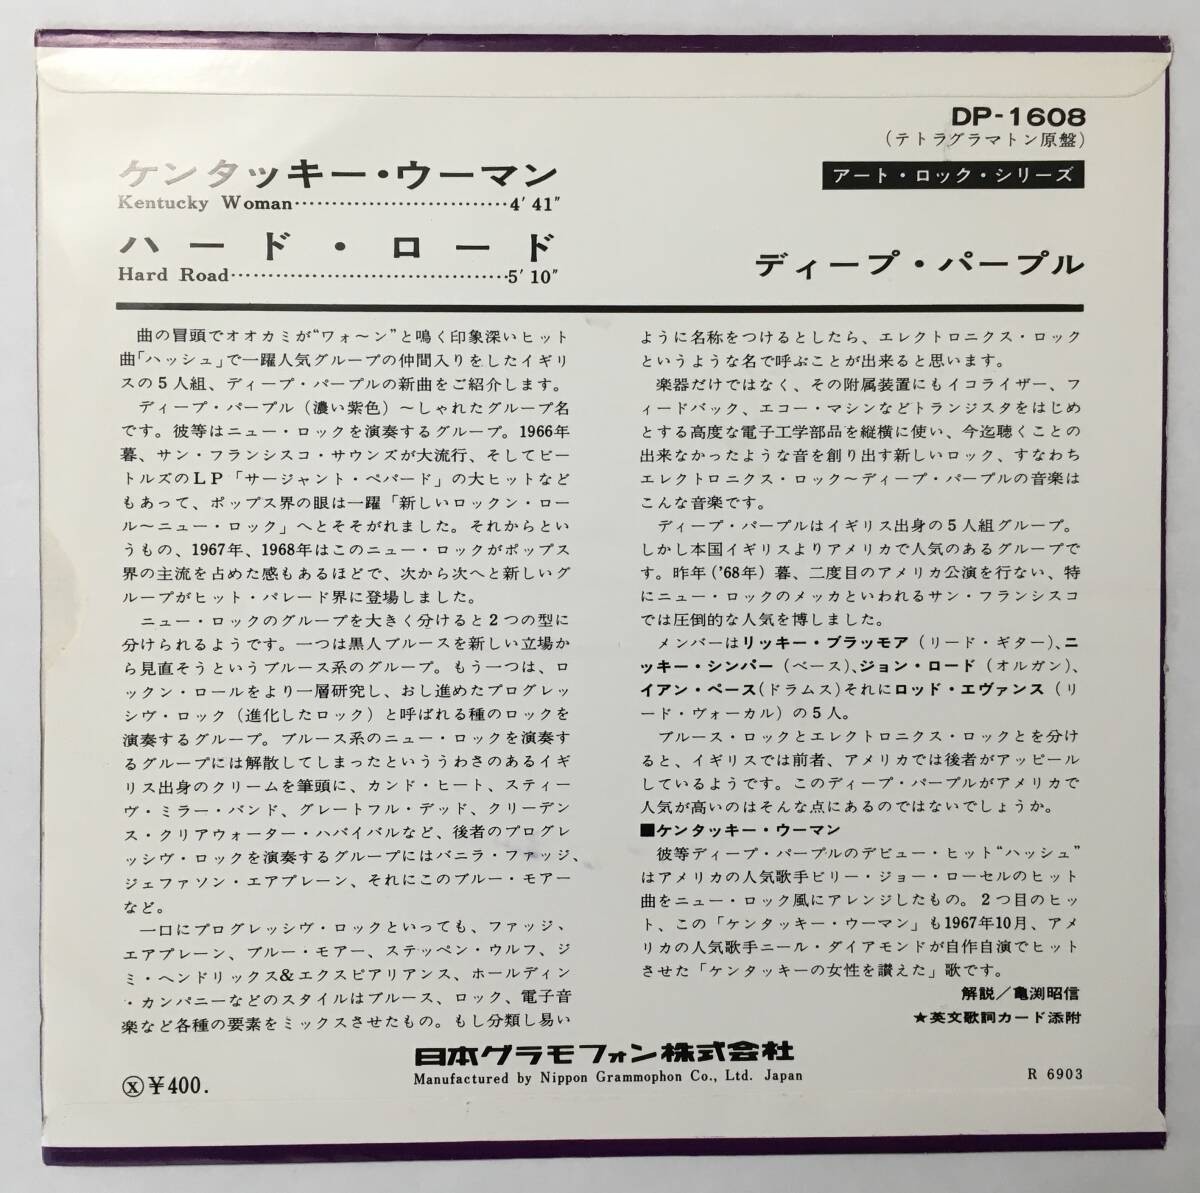 DP-1608
(テトラグラマトン原盤)
アート・ロック・シリーズ
ケンタッキー・ウーマン
Kentucky Woman…………………………4′41″
ハード・ロード
Hard Road…………………………………5′10″
ディープ・パープル
曲の冒頭でオオカミが“ワォ〜ン”と鳴く印象深いヒット
曲「ハッシュ」で一躍人気グループの仲間入りをしたイギリ
スの5人組、ディープ・パープルの新曲をご紹介します。
ディープ・パープル(濃い紫色)〜しゃれたグループ名
です。彼等はニュー・ロックを演奏するグループ。1966年
暮、サン・フランシスコ・サウンズが大流行、そしてビー
トルズのLP「サージャント・ペパード」の大ヒットなど
もあって、ポップス界の眼は一躍「新しいロックン・ロー
ル〜ニュー・ロック」へとそそがれました。それからとい
うもの、1967年、1968年はこのニュー・ロックがポップス
界の主流を占めた感もあるほどで、次から次へと新しいグ
ループがヒット・パレード界に登場しました。
ニュー・ロックのグループを大きく分けると2つの型に
分けられるようです。一つは黒人ブルースを新しい立場か
ら見直そうというブルース系のグループ。もう一つは、ロ
ックン・ロールをより一層研究し、おし進めたプログレッ
シヴ・ロック(進化したロック)と呼ばれる種のロックを
演奏するグループ。ブルース系のニュー・ロックを演奏す
るグループには解散してしまったといううわさのあるイギ
リス出身のクリームを筆頭に、カンド・ヒート、スティー
ヴ・ミラー・バンド、グレートフル・デッド、クリーデン
ス・クリアウォーター・ハバイバルなど、後者のプログレ
ッシヴ・ロックを演奏するグループにはバニラ・ファッジ、
ジェファソン・エアプレーン、それにこのブルー・モアー
など。
一口にプログレッシヴ・ロックといっても、ファッジ、
エアプレーン、ブルー・モアー、ステッペン・ウルフ、ジ
ミ・ヘンドリックス&エクスピアリアンス、ホールディン
・カンパニーなどのスタイルはブルース、ロック、電子音
楽など各種の要素をミックスさせたもの。もし分類し易い
ように名称をつけるとしたら、エレクトロニクス・ロック
というような名で呼ぶことが出来ると思います。
楽器だけではなく、その附属装置にもイコライザー、フ
ィードバック、エコー・マシンなどトランジスタをはじめ
とする高度な電子工学部品を縦横に使い、今迄聴くことの
出来なかったような音を創り出す新しいロック、すなわち
エレクトロニクス・ロック〜ディープ・パープルの音楽は
こんな音楽です。
ディープ・パープルはイギリス出身の5人組グループ。
しかし本国イギリスよりアメリカで人気のあるグループで
す。昨年('68年)暮、二度目のアメリカ公演を行ない、特
にニュー・ロックのメッカといわれるサン・フランシスコ
では圧倒的な人気を博しました。
メンバーはリッキー・ブラッモア(リード・ギター)、ニ
ッキー・シンパー(ベース)、ジョン・ロード(オルガン)、
イアン・ペース(ドラムス)それにロッド・エヴァンス(リ
ード・ヴォーカル)の5人。
ブルース・ロックとエレクトロニクス・ロックとを分け
ると、イギリスでは前者、アメリカでは後者がアッピール
しているようです。このディープ・パープルがアメリカで
人気が高いのはそんな点にあるのではないでしょうか。
■ケンタッキー・ウーマン
彼等ディープ・パープルのデビュー・ヒット“ハッシュ”
はアメリカの人気歌手ビリー・ジョー・ローセルのヒット
曲をニュー・ロック風にアレンジしたもの。2つ目のヒッ
ト、この「ケンタッキー・ウーマン」も1967年10月、アメ
リカの人気歌手ニール・ダイアモンドが自作自演でヒット
させた「ケンタッキーの女性を讃えた」歌です。
解説／亀渕昭信
★英文歌詞カード添附
日本グラモフォン株式会社
Manufactured by Nippon Grammophon Co., Ltd. Japan
Ⓧ¥400.
R 6903